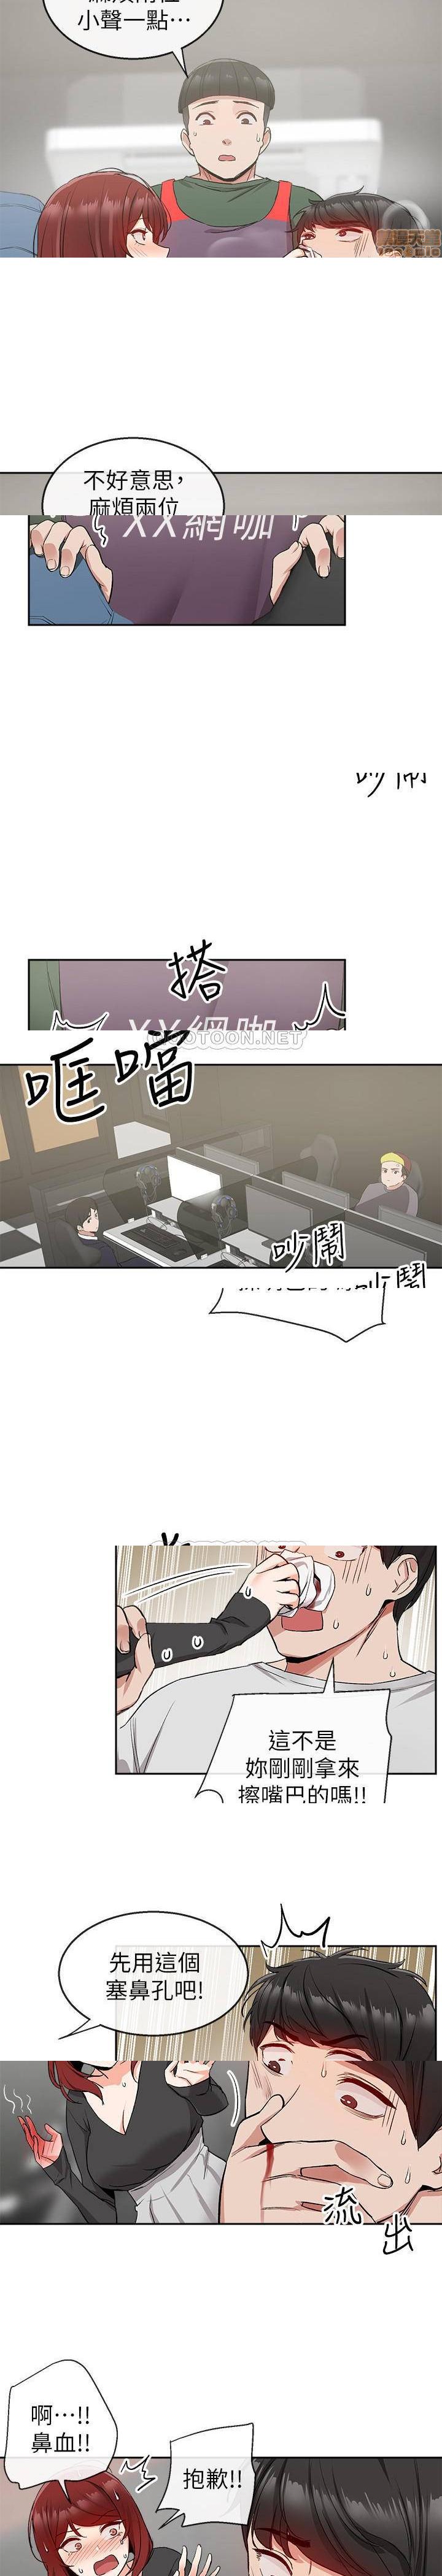 小聲一點…
不好意思,
麻煩兩位
XX網咖
吵鬧
搭
XX網咖
TOON.NET
哐噹
吵鬧
這不是
妳剛剛拿來
擦嘴巴的嗎!!
先用這個
塞鼻孔吧!
流出
啊…!!
鼻血!!
抱歉!!